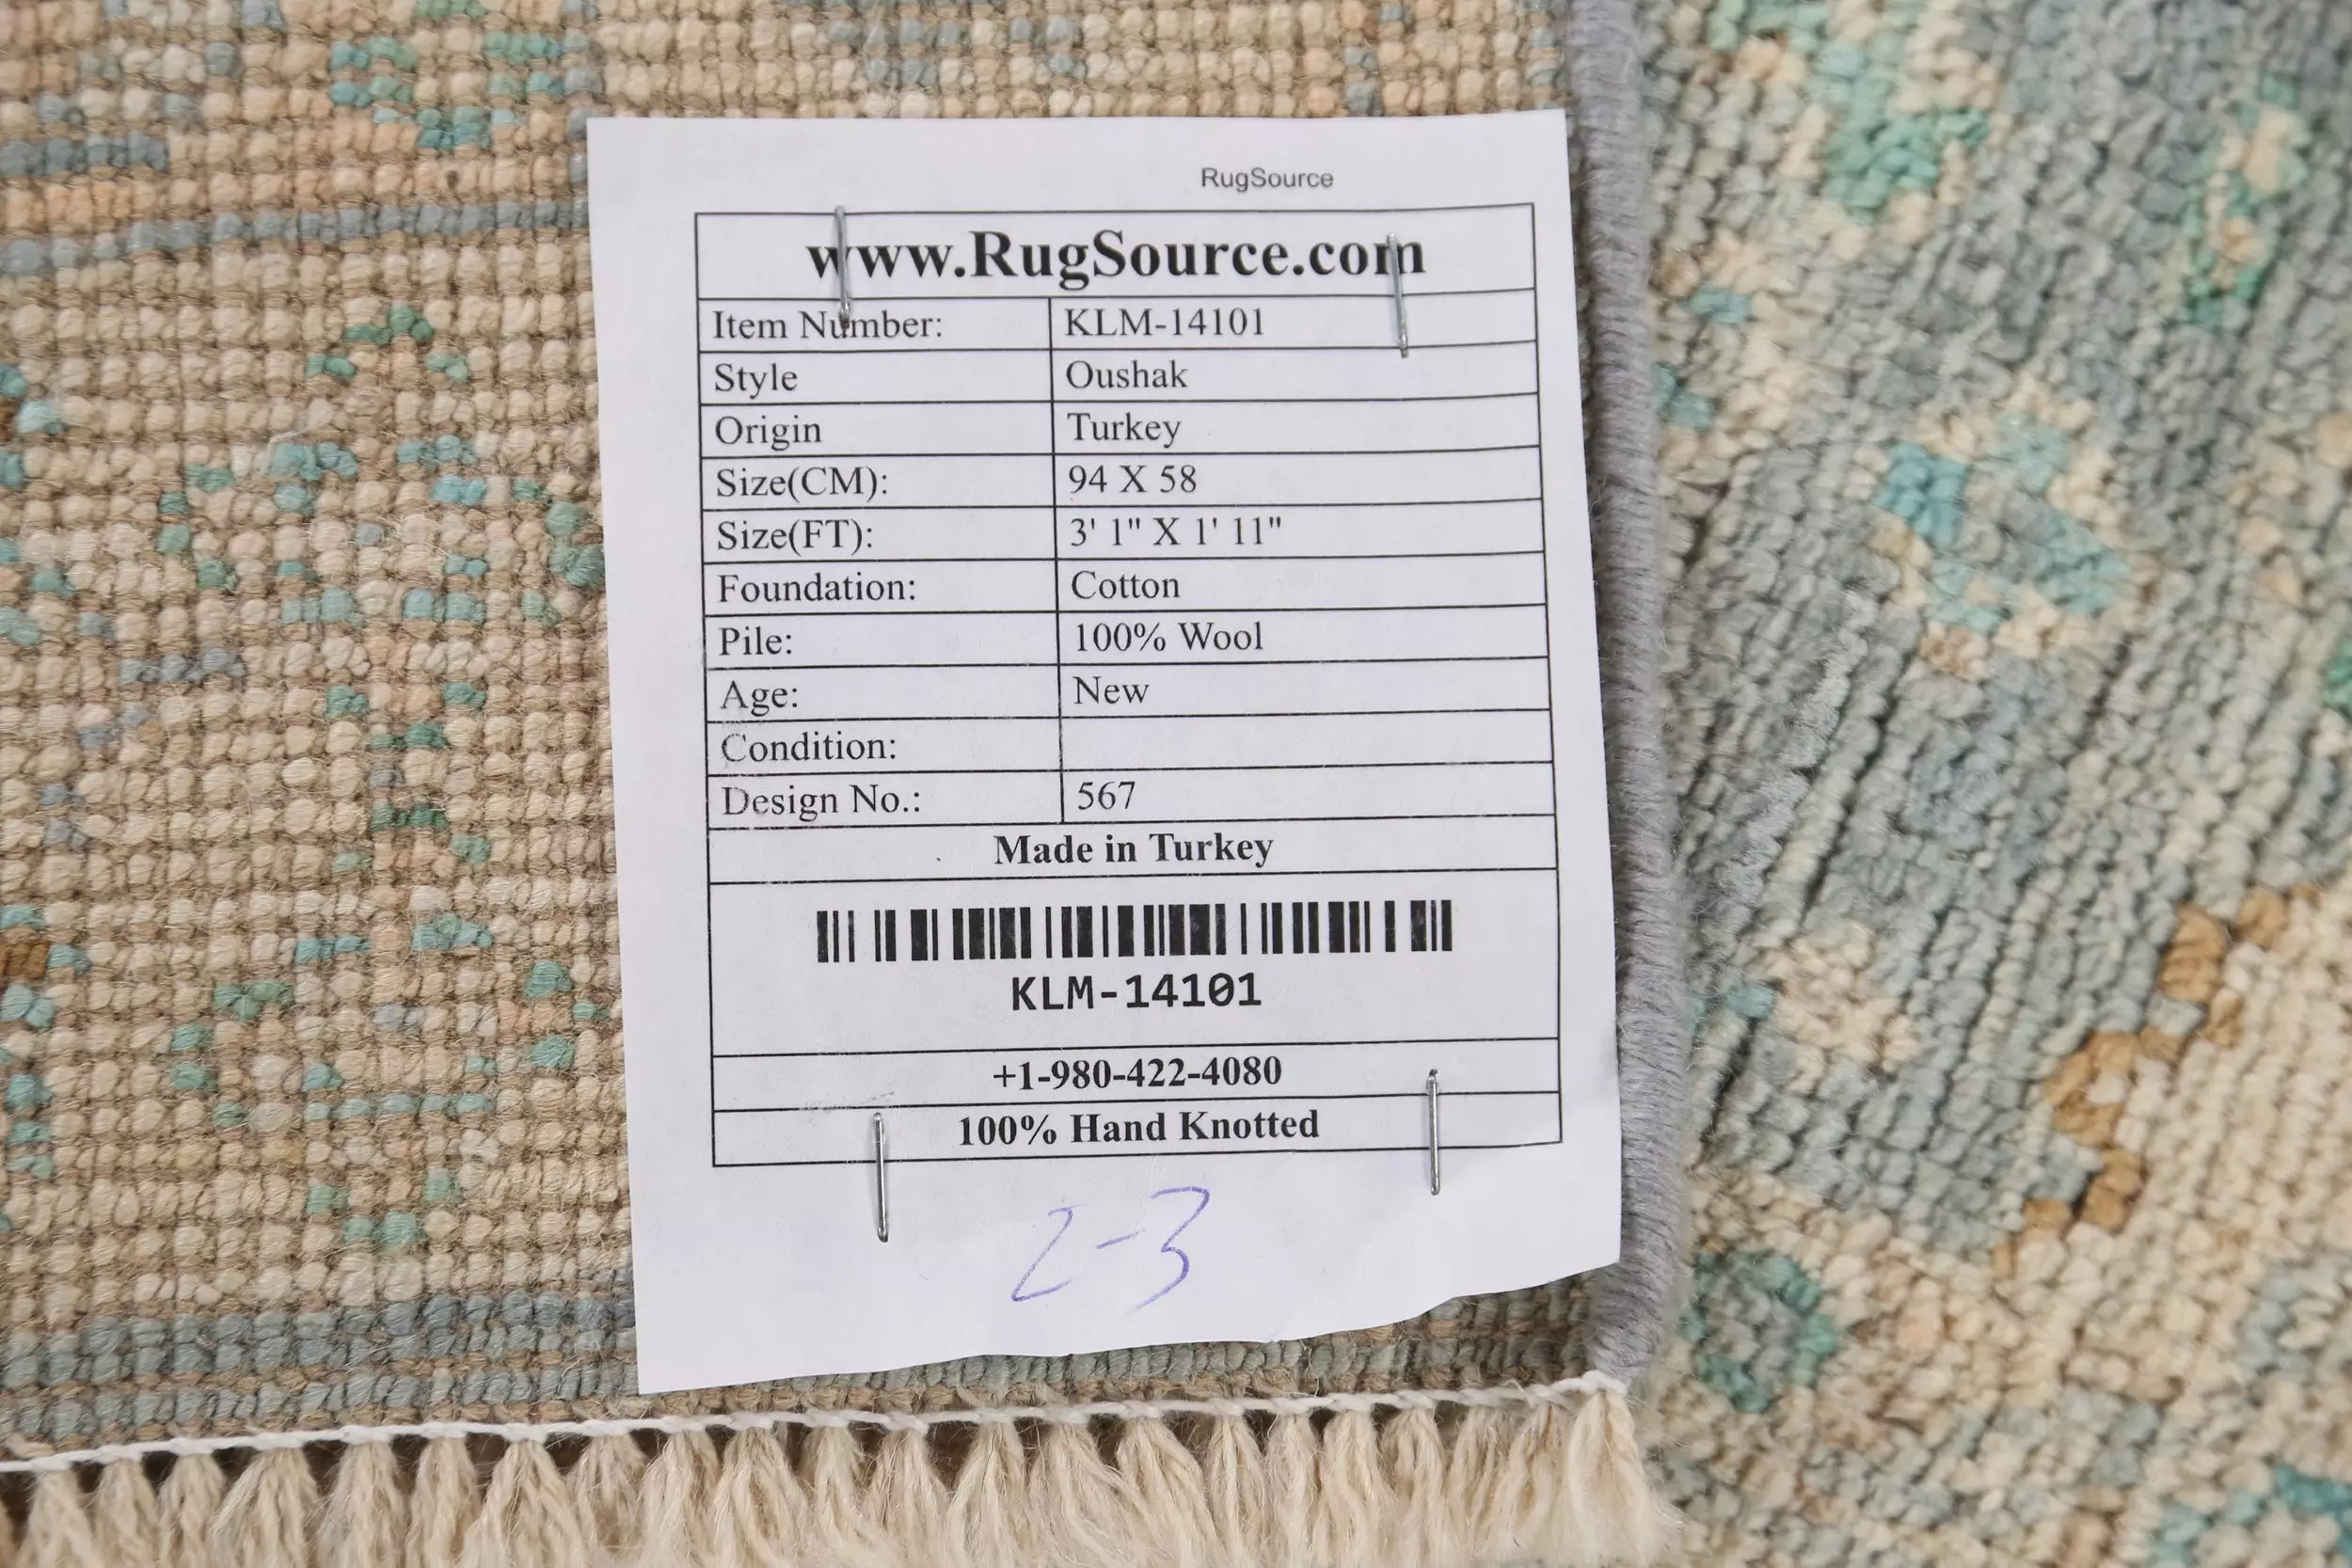 RugSource
www.RugSource.com
Item Number: KLM-14101
Style Oushak
Origin Turkey
Size(CM): 94 X 58
Size(FT): 3' 1" X 1' 11"
Foundation: Cotton
Pile: 100% Wool
Age: New
Condition:
Design No.: 567
Made in Turkey
KLM-14101
+1-980-422-4080
100% Hand Knotted
2-3